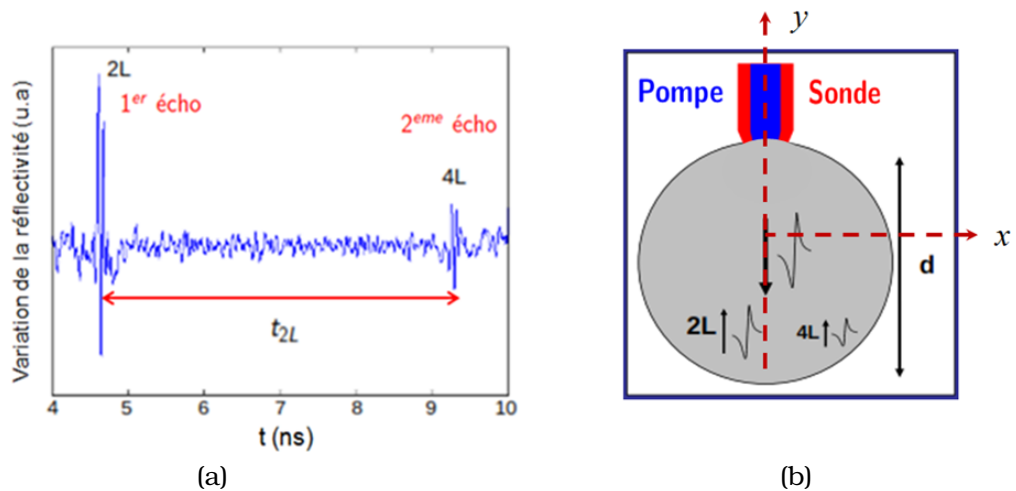 Variation de la réflectivité (u.a)
2L
1er écho
2eme écho
4L
t2L
4 5 6 7 8 9 10
t (ns)
(a)
y
Pompe Sonde
x
d
2L
4L
(b)